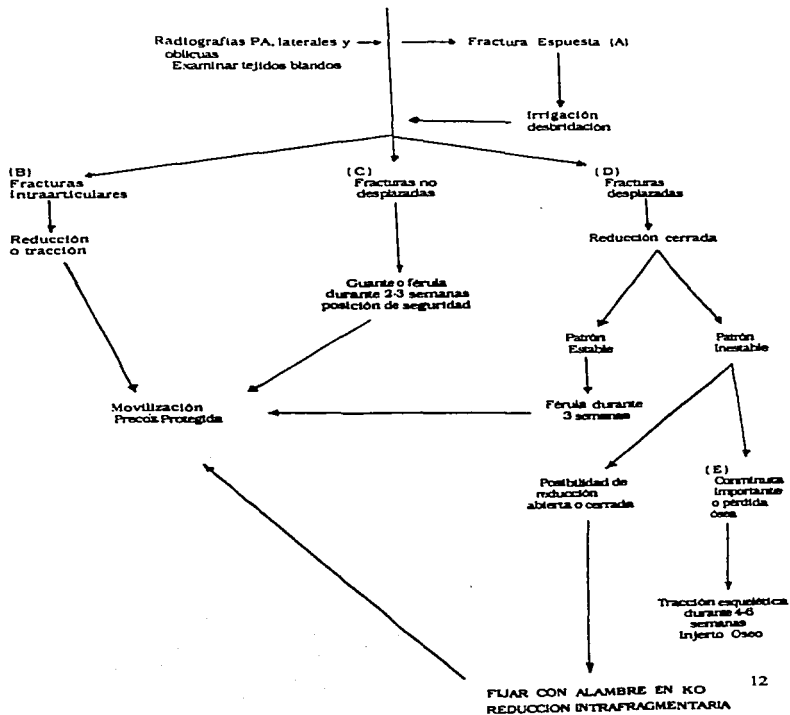 Radiografías PA, laterales y
oblicuas
Examinar tejidos blandos
Fractura Espuesta (A)
Irrigación
desbridación
(B)
Fracturas
Intraarticulares
(C)
Fracturas no
desplazadas
(D)
Fracturas
desplazadas
Reducción
o tracción
Reducción cerrada
Guante o férula
durante 2-3 semanas
posición de seguridad
Patrón
Estable
Patrón
Inestable
Movilización
Precoz Protegida
Férula durante
3 semanas
Posibilidad de
reducción
abierta o cerrada
(E)
Conminuta
Importante
o pérdida
ósea
Tracción esquelética
durante 4-6
semanas
Injerto Oseo
12
FIJAR CON ALAMBRE EN KO
REDUCCION INTRAFRAGMENTARIA